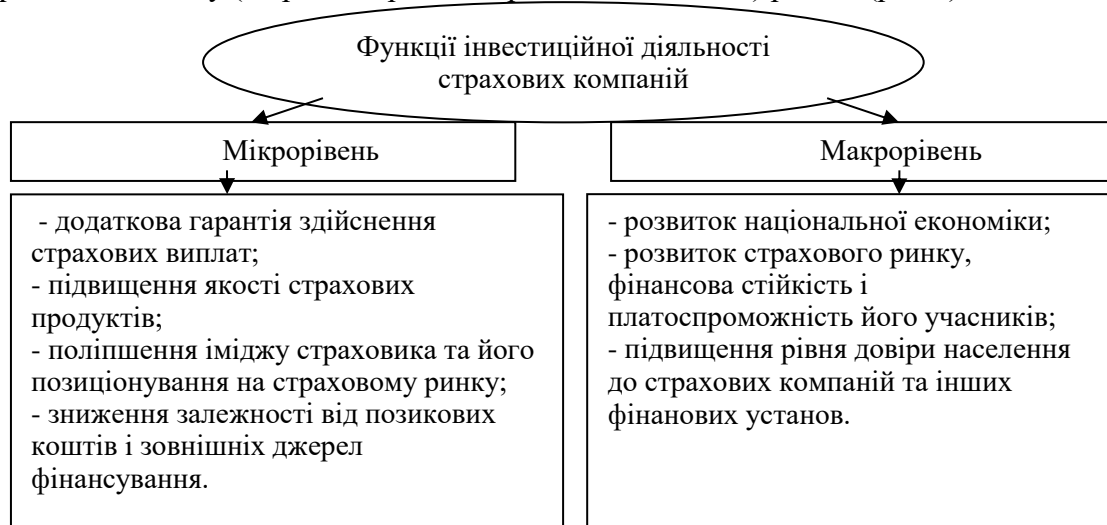 Функції інвестиційної діяльності
страхових компаній
Мікрорівень
- додаткова гарантія здійснення
страхових виплат;
- підвищення якості страхових
продуктів;
- поліпшення іміджу страховика та його
позиціонування на страховому ринку;
- зниження залежності від позикових
коштів і зовнішніх джерел
фінансування.
Макрорівень
- розвиток національної економіки;
- розвиток страхового ринку,
фінансова стійкість і
платоспроможність його учасників;
- підвищення рівня довіри населення
до страхових компаній та інших
фінанових установ.